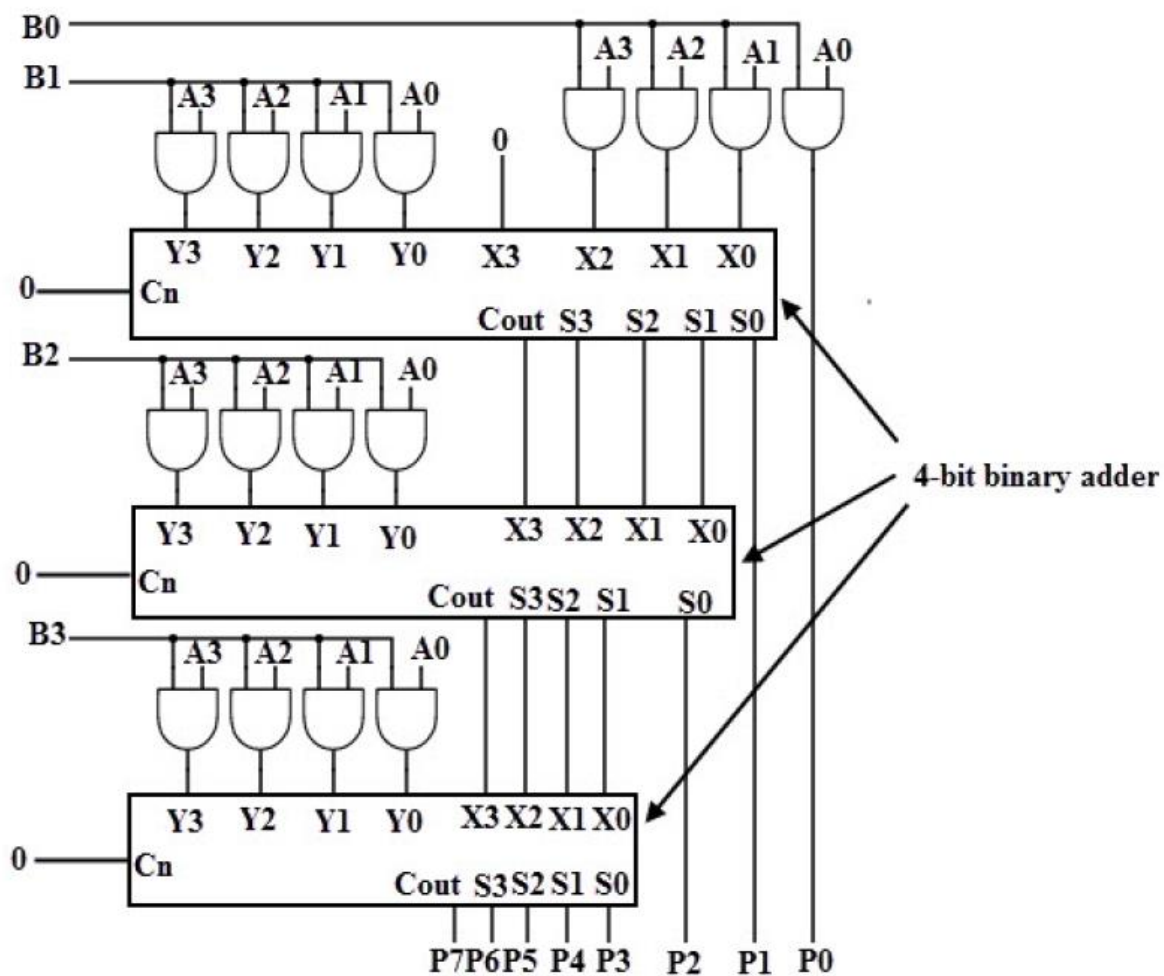 B0
A3 A2 A1 A0
B1
A3 A2 A1 A0
0
Y3 Y2 Y1 Y0 X3 X2 X1 X0
0 Cn
Cout S3 S2 S1 S0
B2
A3 A2 A1 A0
4-bit binary adder
Y3 Y2 Y1 Y0 X3 X2 X1 X0
0 Cn
Cout S3 S2 S1 S0
B3
A3 A2 A1 A0
Y3 Y2 Y1 Y0 X3 X2 X1 X0
0 Cn
Cout S3 S2 S1 S0
P7 P6 P5 P4 P3 P2 P1 P0